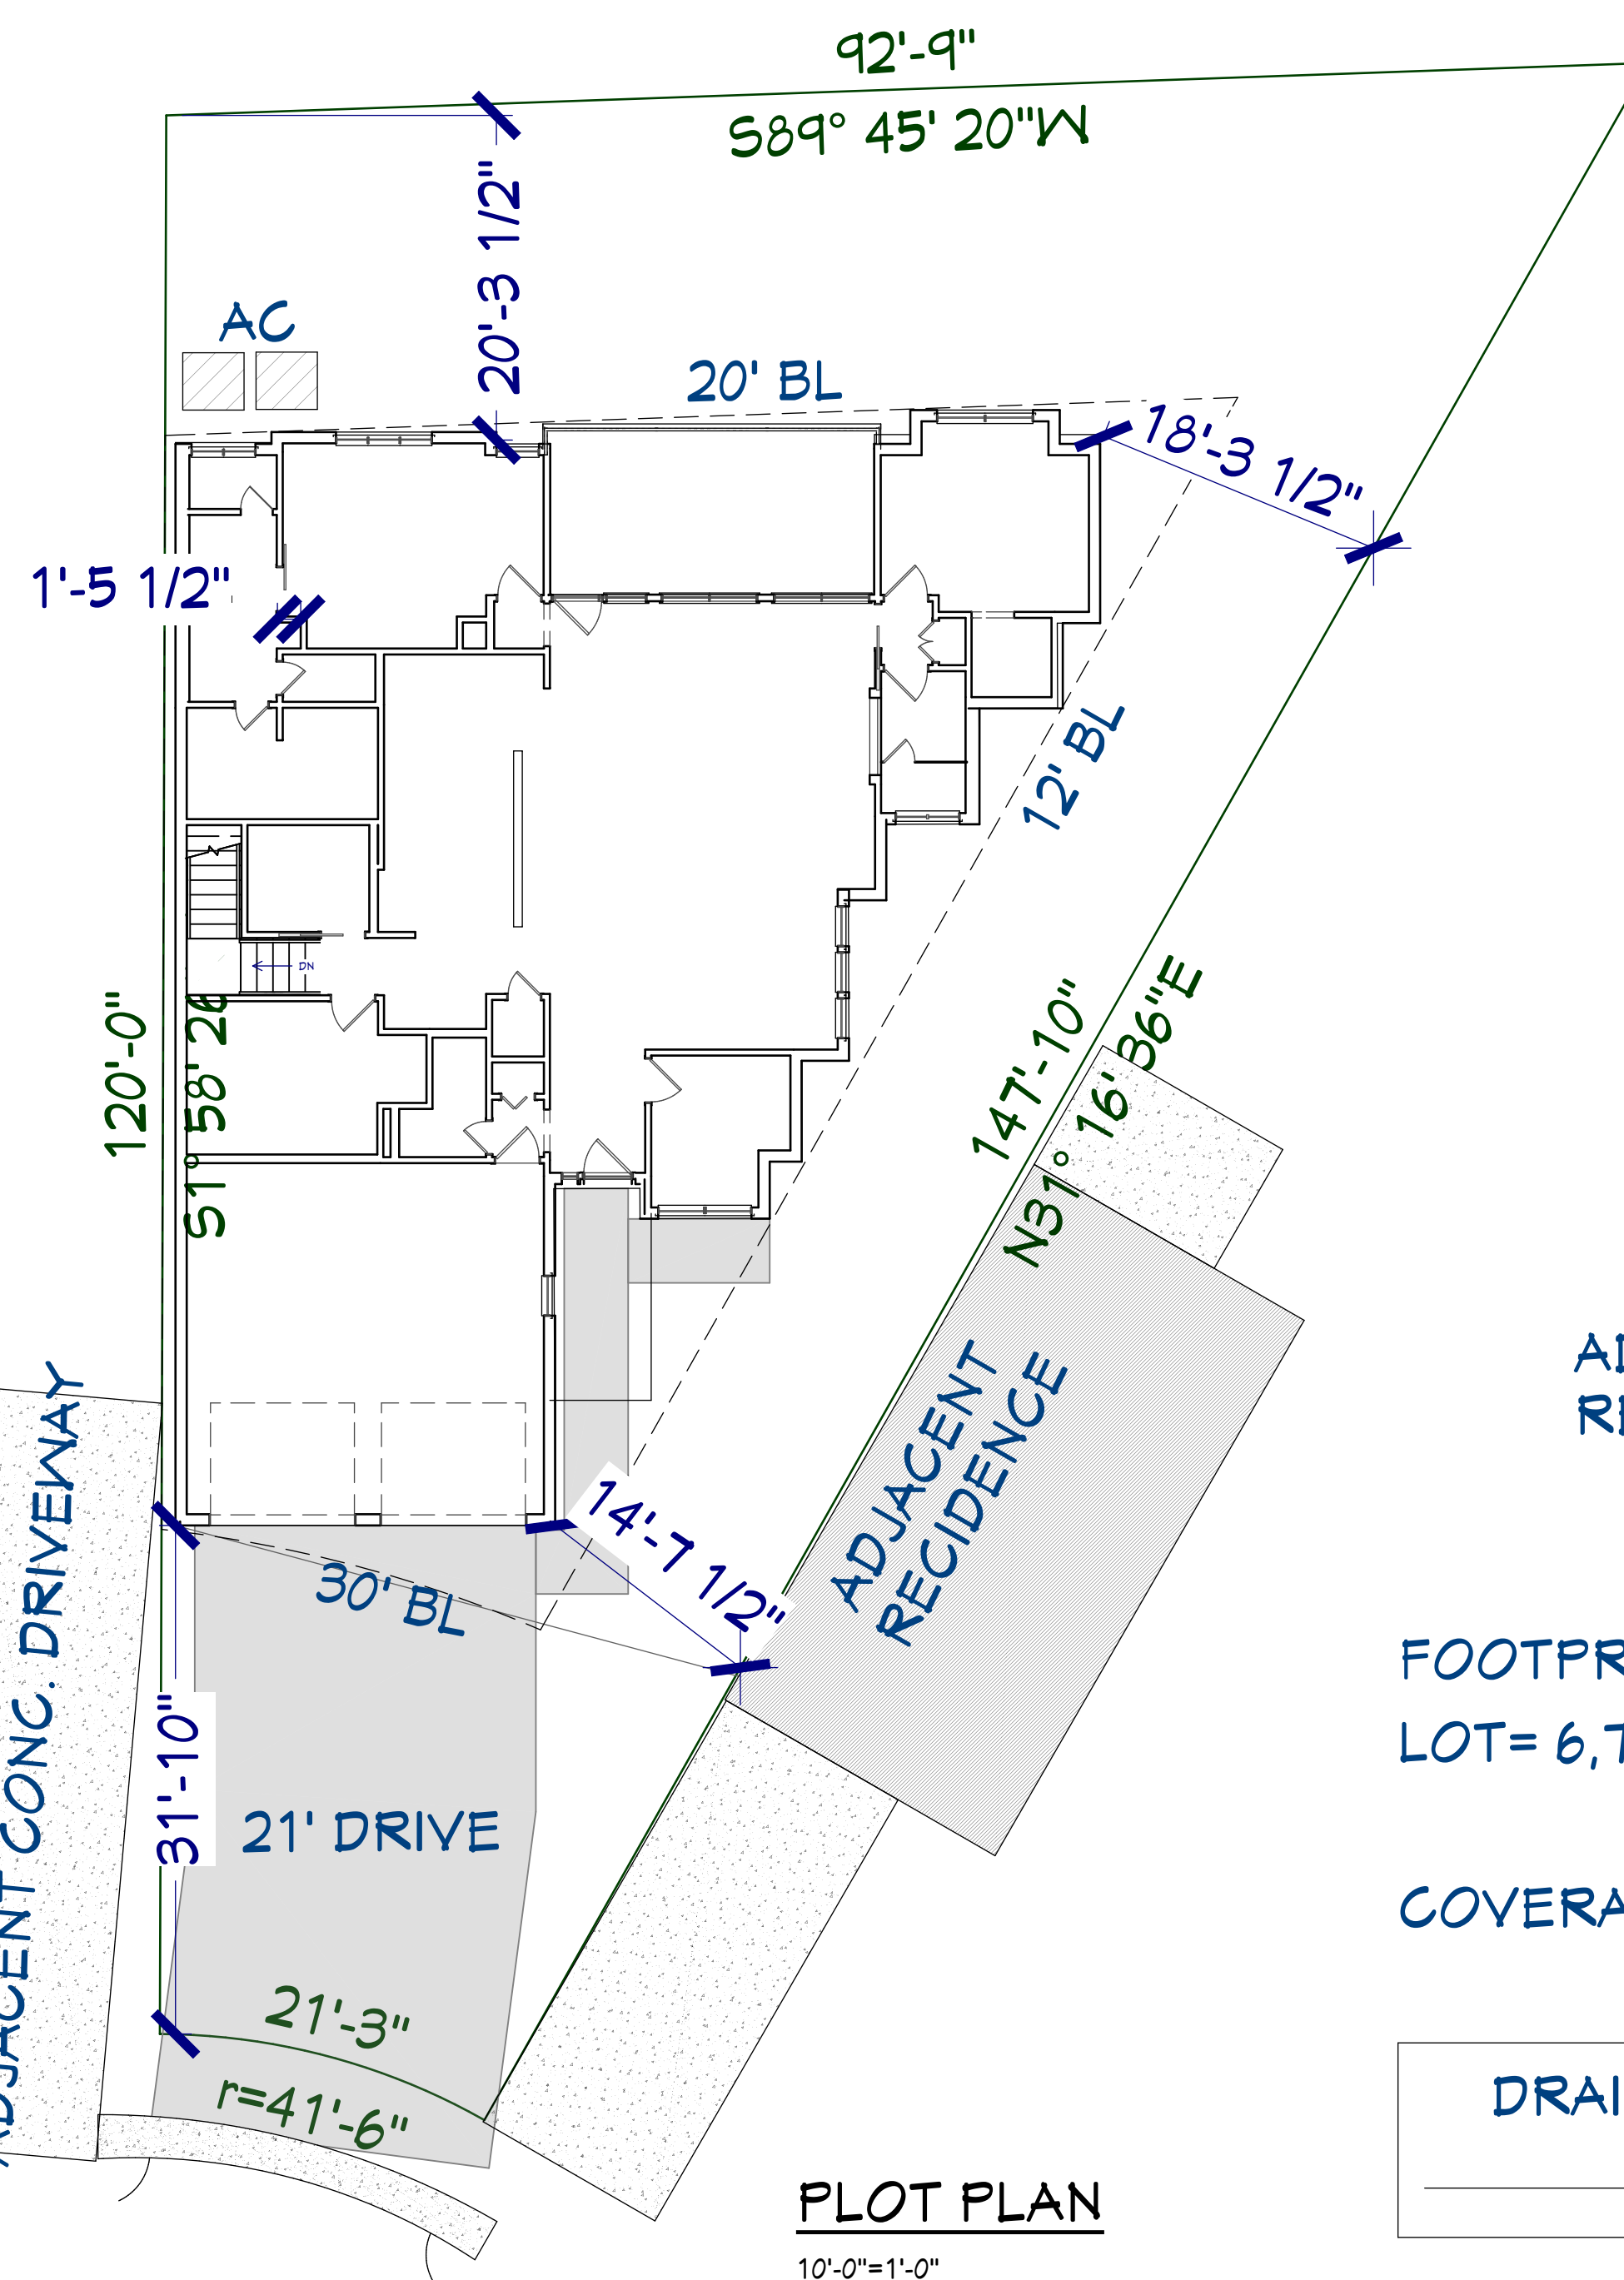 92'-9"
S89° 45' 20"W
20'-3 1/2"
AC
20' BL
18'-3 1/2"
1'-5 1/2"
12' BL
DN
120'-0"
S1° 58' 26
147'-10"
N31° 16' 36"E
ADJACENT
RECIDENCE
ADJACENT CONC. DRIVEWAY
14'-7 1/2"
30' BL
31'-10"
21' DRIVE
21'-3"
r=41'-6"
LOT= 6,
PLOT PLAN
10'-0"=1'-0"